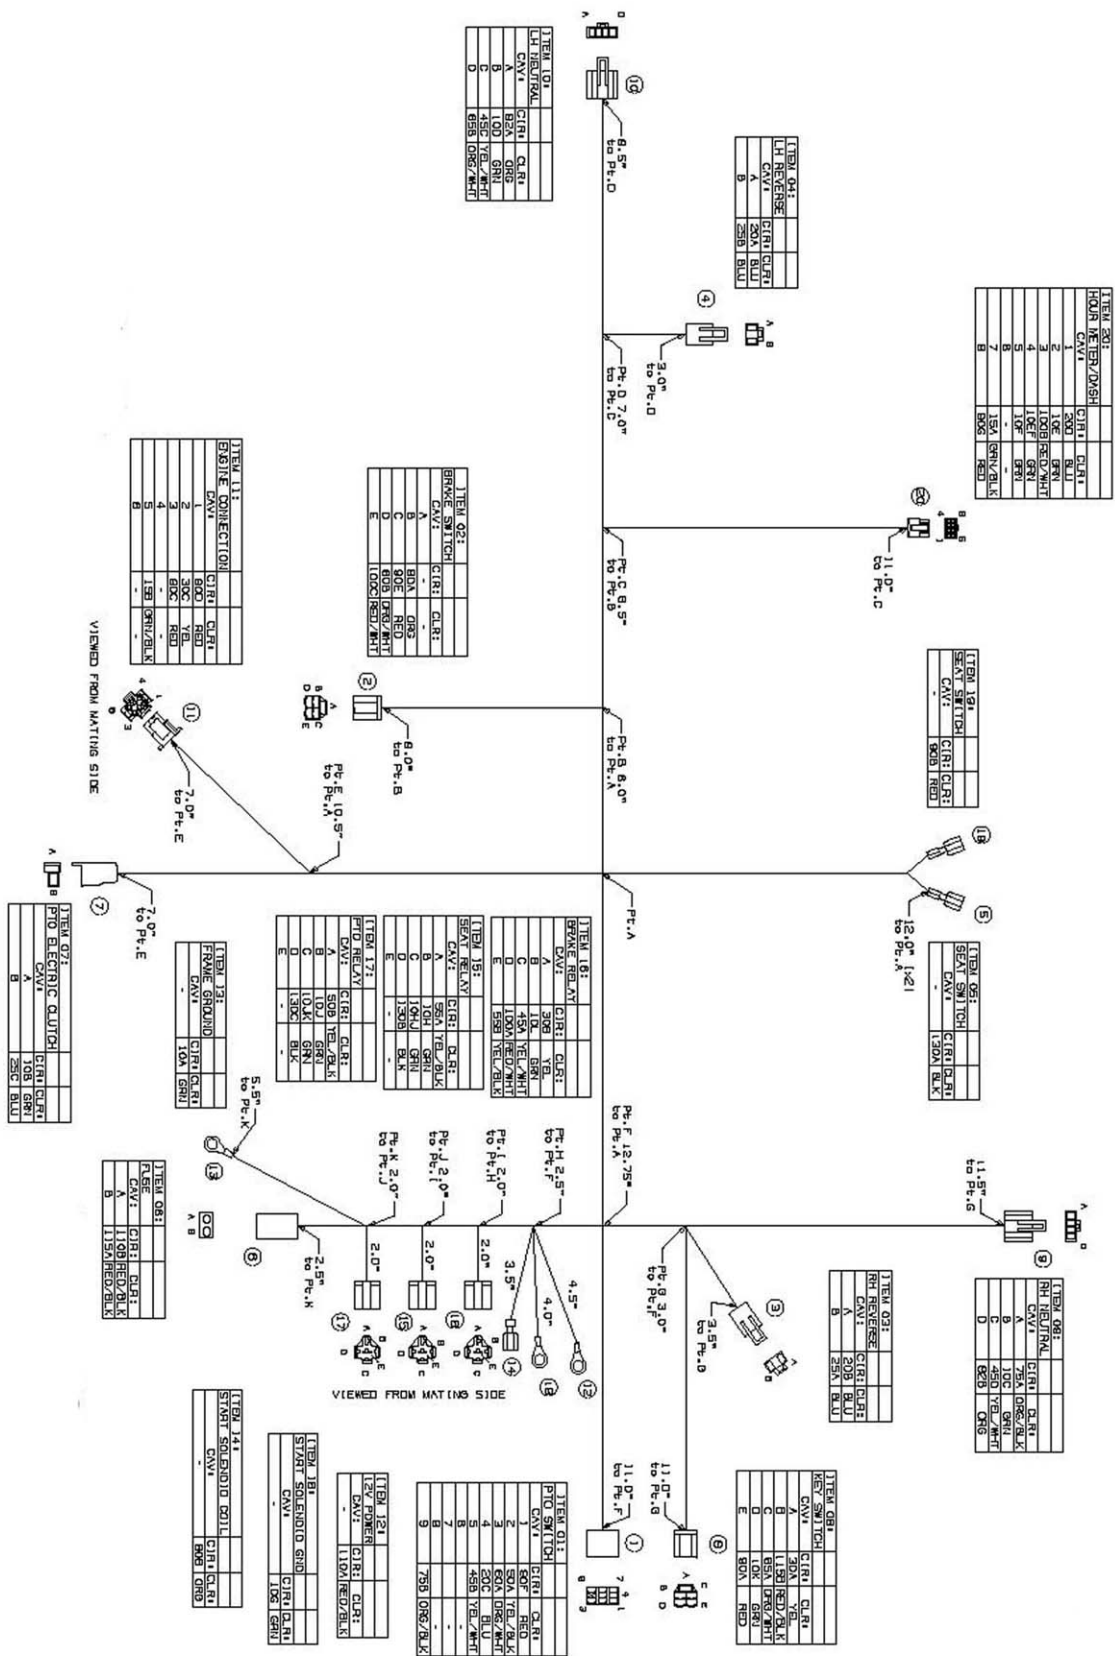 ITEM 10:
LH NEUTRAL
CAV: CIR: CLR:
A 82A ORG
B 10D GRN
C 45C YEL/WHT
D 65B ORG/WHT
ITEM 04:
LH REVERSE
CAV: CIR: CLR:
A 20A BLU
B 25B BLU
ITEM 20:
HOUR METER/DASH
CAV: CIR: CLR:
1 20D BLU
2 10E GRN
3 100B RED/WHT
4 10EF GRN
5 10F GRN
6 - -
7 15A GRN/BLK
8 90G RED
ITEM 19:
SEAT SWITCH
CAV: CIR: CLR:
- 90B RED
ITEM 05:
SEAT SWITCH
CAV: CIR: CLR:
- 130A BLK
ITEM 09:
RH NEUTRAL
CAV: CIR: CLR:
A 75A ORG/BLK
B 10C GRN
C 45D YEL/WHT
D 82B ORG
ITEM 03:
RH REVERSE
CAV: CIR: CLR:
A 20B BLU
B 25A BLU
ITEM 08:
KEY SWITCH
CAV: CIR: CLR:
A 30A YEL
B 115B RED/BLK
C 65A ORG/WHT
D 10K GRN
E 90A RED
ITEM 02:
BRAKE SWITCH
CAV: CIR: CLR:
A - -
B 80A ORG
C 90E RED
D 60B ORG/WHT
E 100C RED/WHT
ITEM 11:
ENGINE CONNECTION
CAV: CIR: CLR:
1 90D RED
2 30C YEL
3 90C RED
4 - -
5 15B GRN/BLK
6 - -
VIEWED FROM MATING SIDE
ITEM 16:
BRAKE RELAY
CAV: CIR: CLR:
A 30B YEL
B 10L GRN
C 45A YEL/WHT
D 100A RED/WHT
E 55B YEL/BLK
ITEM 15:
SEAT RELAY
CAV: CIR: CLR:
A 55A YEL/BLK
B 10H GRN
C 10HJ GRN
D 130B BLK
E - -
ITEM 17:
PTO RELAY
CAV: CIR: CLR:
A 50B YEL/BLK
B 10J GRN
C 10JK GRN
D 130C BLK
E - -
ITEM 13:
FRAME GROUND
CAV: CIR: CLR:
- 10A GRN
ITEM 07:
PTO ELECTRIC CLUTCH
CAV: CIR: CLR:
A 10B GRN
B 25C BLU
ITEM 06:
FUSE
CAV: CIR: CLR:
A 110B RED/BLK
B 115A RED/BLK
ITEM 01:
PTO SWITCH
CAV: CIR: CLR:
1 90F RED
2 50A YEL/BLK
3 60A ORG/WHT
4 20C BLU
5 45B YEL/WHT
6 - -
7 - -
8 - -
9 75B ORG/BLK
ITEM 12:
12V POWER
CAV: CIR: CLR:
- 110A RED/BLK
ITEM 18:
START SOLENOID GND
CAV: CIR: CLR:
- 10G GRN
ITEM 14:
START SOLENOID COIL
CAV: CIR: CLR:
- 80B ORG
VIEWED FROM MATING SIDE
8.5" to Pt.D
3.0" to Pt.D
Pt.D 7.0" to Pt.C
11.0" to Pt.C
Pt.C 8.5" to Pt.B
8.0" to Pt.B
Pt.B 6.0" to Pt.A
7.0" to Pt.E
Pt.E 10.5" to Pt.A
7.0" to Pt.E
Pt.A
12.0" (x2) to Pt.A
Pt.F 12.75" to Pt.A
11.5" to Pt.G
Pt.G 3.0" to Pt.F
3.5" to Pt.G
11.0" to Pt.G
11.0" to Pt.F
Pt.H 2.5" to Pt.F
Pt.I 2.0" to Pt.H
Pt.J 2.0" to Pt.I
Pt.K 2.0" to Pt.J
5.5" to Pt.K
2.5" to Pt.K
2.0"
2.0"
2.0"
3.5"
4.0"
4.5"